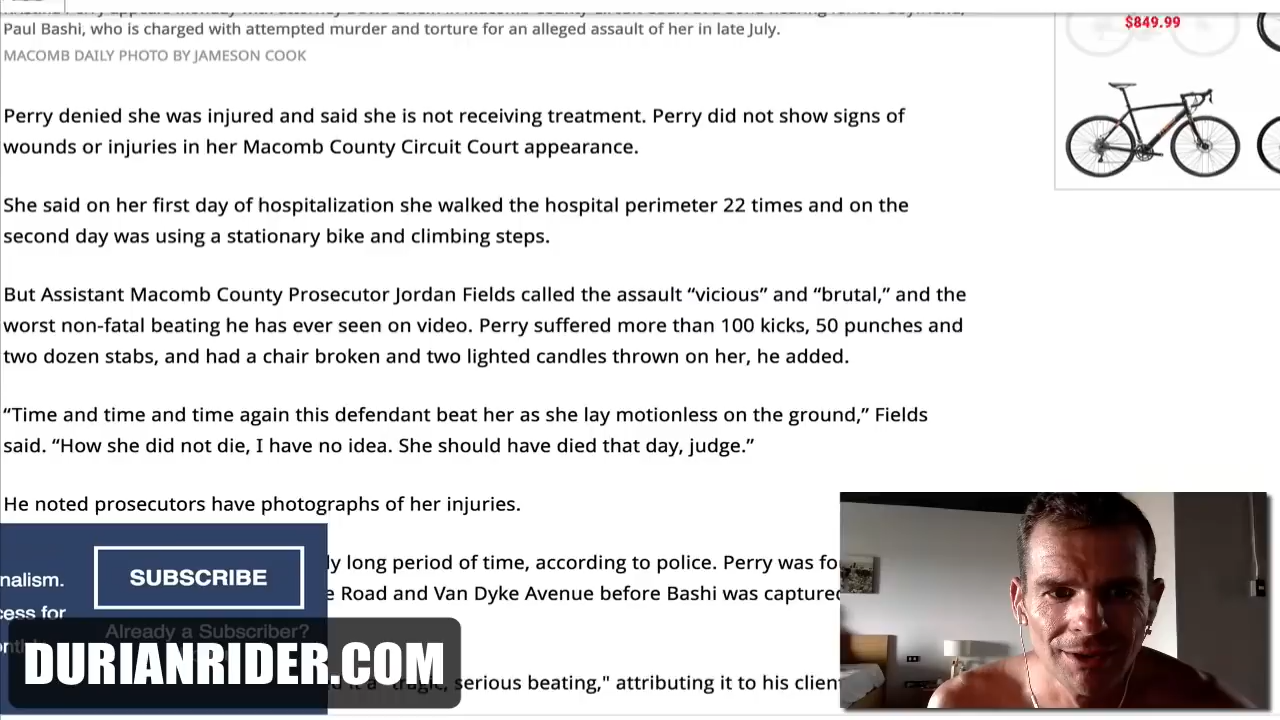 Paul Bashi, who is charged with attempted murder and torture for an alleged assault of her in late July.
MACOMB DAILY PHOTO BY JAMESON COOK
$849.99
Perry denied she was injured and said she is not receiving treatment. Perry did not show signs of
wounds or injuries in her Macomb County Circuit Court appearance.
She said on her first day of hospitalization she walked the hospital perimeter 22 times and on the
second day was using a stationary bike and climbing steps.
But Assistant Macomb County Prosecutor Jordan Fields called the assault “vicious” and “brutal,” and the
worst non-fatal beating he has ever seen on video. Perry suffered more than 100 kicks, 50 punches and
two dozen stabs, and had a chair broken and two lighted candles thrown on her, he added.
“Time and time and time again this defendant beat her as she lay motionless on the ground,” Fields
said. “How she did not die, I have no idea. She should have died that day, judge.”
He noted prosecutors have photographs of her injuries.
long period of time, according to police. Perry was
Road and Van Dyke Avenue before Bashi was captured
nalism.
SUBSCRIBE
cess for
Already a Subscriber?
DURIANRIDER.COM
a "tragic, serious beating," attributing it to his